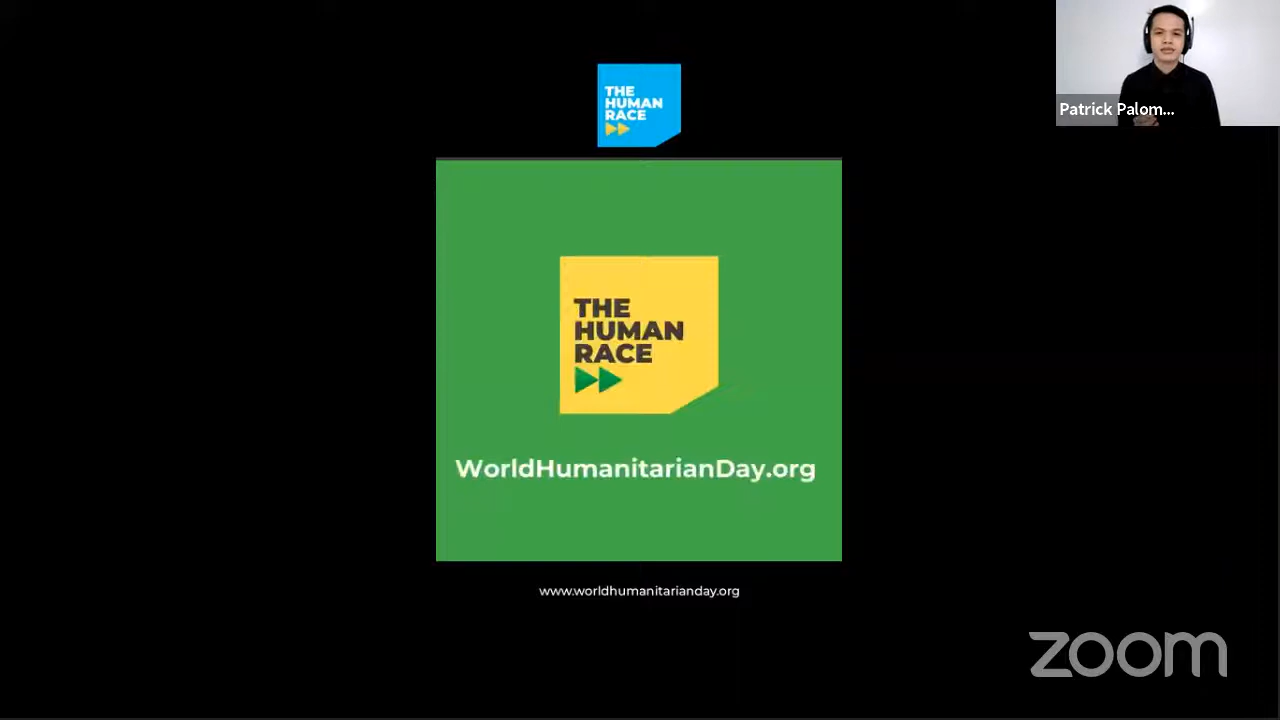 THE
HUMAN
RACE
Patrick Palom...
THE
HUMAN
RACE
WorldHumanitarianDay.org
www.worldhumanitarianday.org
zoom